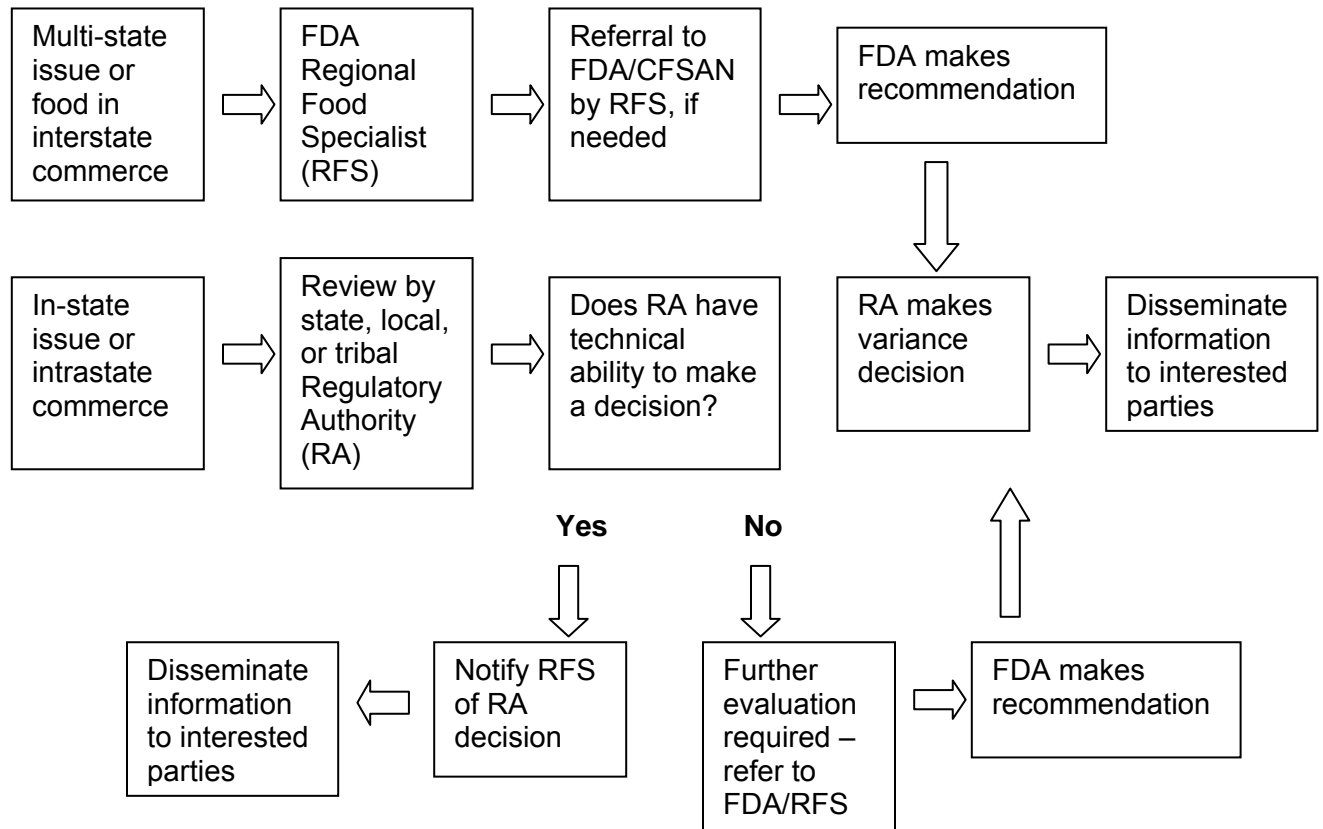 Multi-state
issue or
food in
interstate
commerce
FDA
Regional
Food
Specialist
(RFS)
Referral to
FDA/CFSAN
by RFS, if
needed
FDA makes
recommendation
In-state
issue or
intrastate
commerce
Review by
state, local,
or tribal
Regulatory
Authority
(RA)
Does RA have
technical
ability to make
a decision?
RA makes
variance
decision
Disseminate
information
to interested
parties
Yes
No
Disseminate
information
to interested
parties
Notify RFS
of RA
decision
Further
evaluation
required –
refer to
FDA/RFS
FDA makes
recommendation